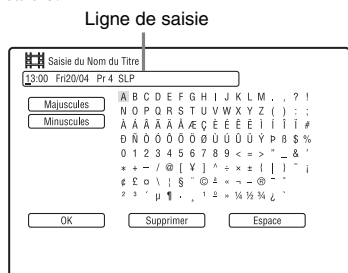 Ligne de saisie
Saisie du Nom du Titre
13:00 Fri20/04 Pr 4 SLP
Majuscules
Minuscules
A B C D E F G H I J K L M . , ? !
N O P Q R S T U V W X Y Z ( ) : ;
À Á Â Ã Ä Å Æ Ç È É Ê Ë Ì Í Î Ï #
Ð Ñ Ò Ó Ô Õ Ö Ø Ù Ú Û Ü Ý Þ ß $ %
0 1 2 3 4 5 6 7 8 9 < = > " _ & '
* + – / @ [ ¥ ] ^ ÷ × ± { | } ~ ¡
¢ £ ¤ \ ¦ § ¨ © ª « ¬ – ® ¯
² ³ ´ µ ¶ · ¸ ¹ º » ¼ ½ ¾ ¿ `
OK
Supprimer
Espace